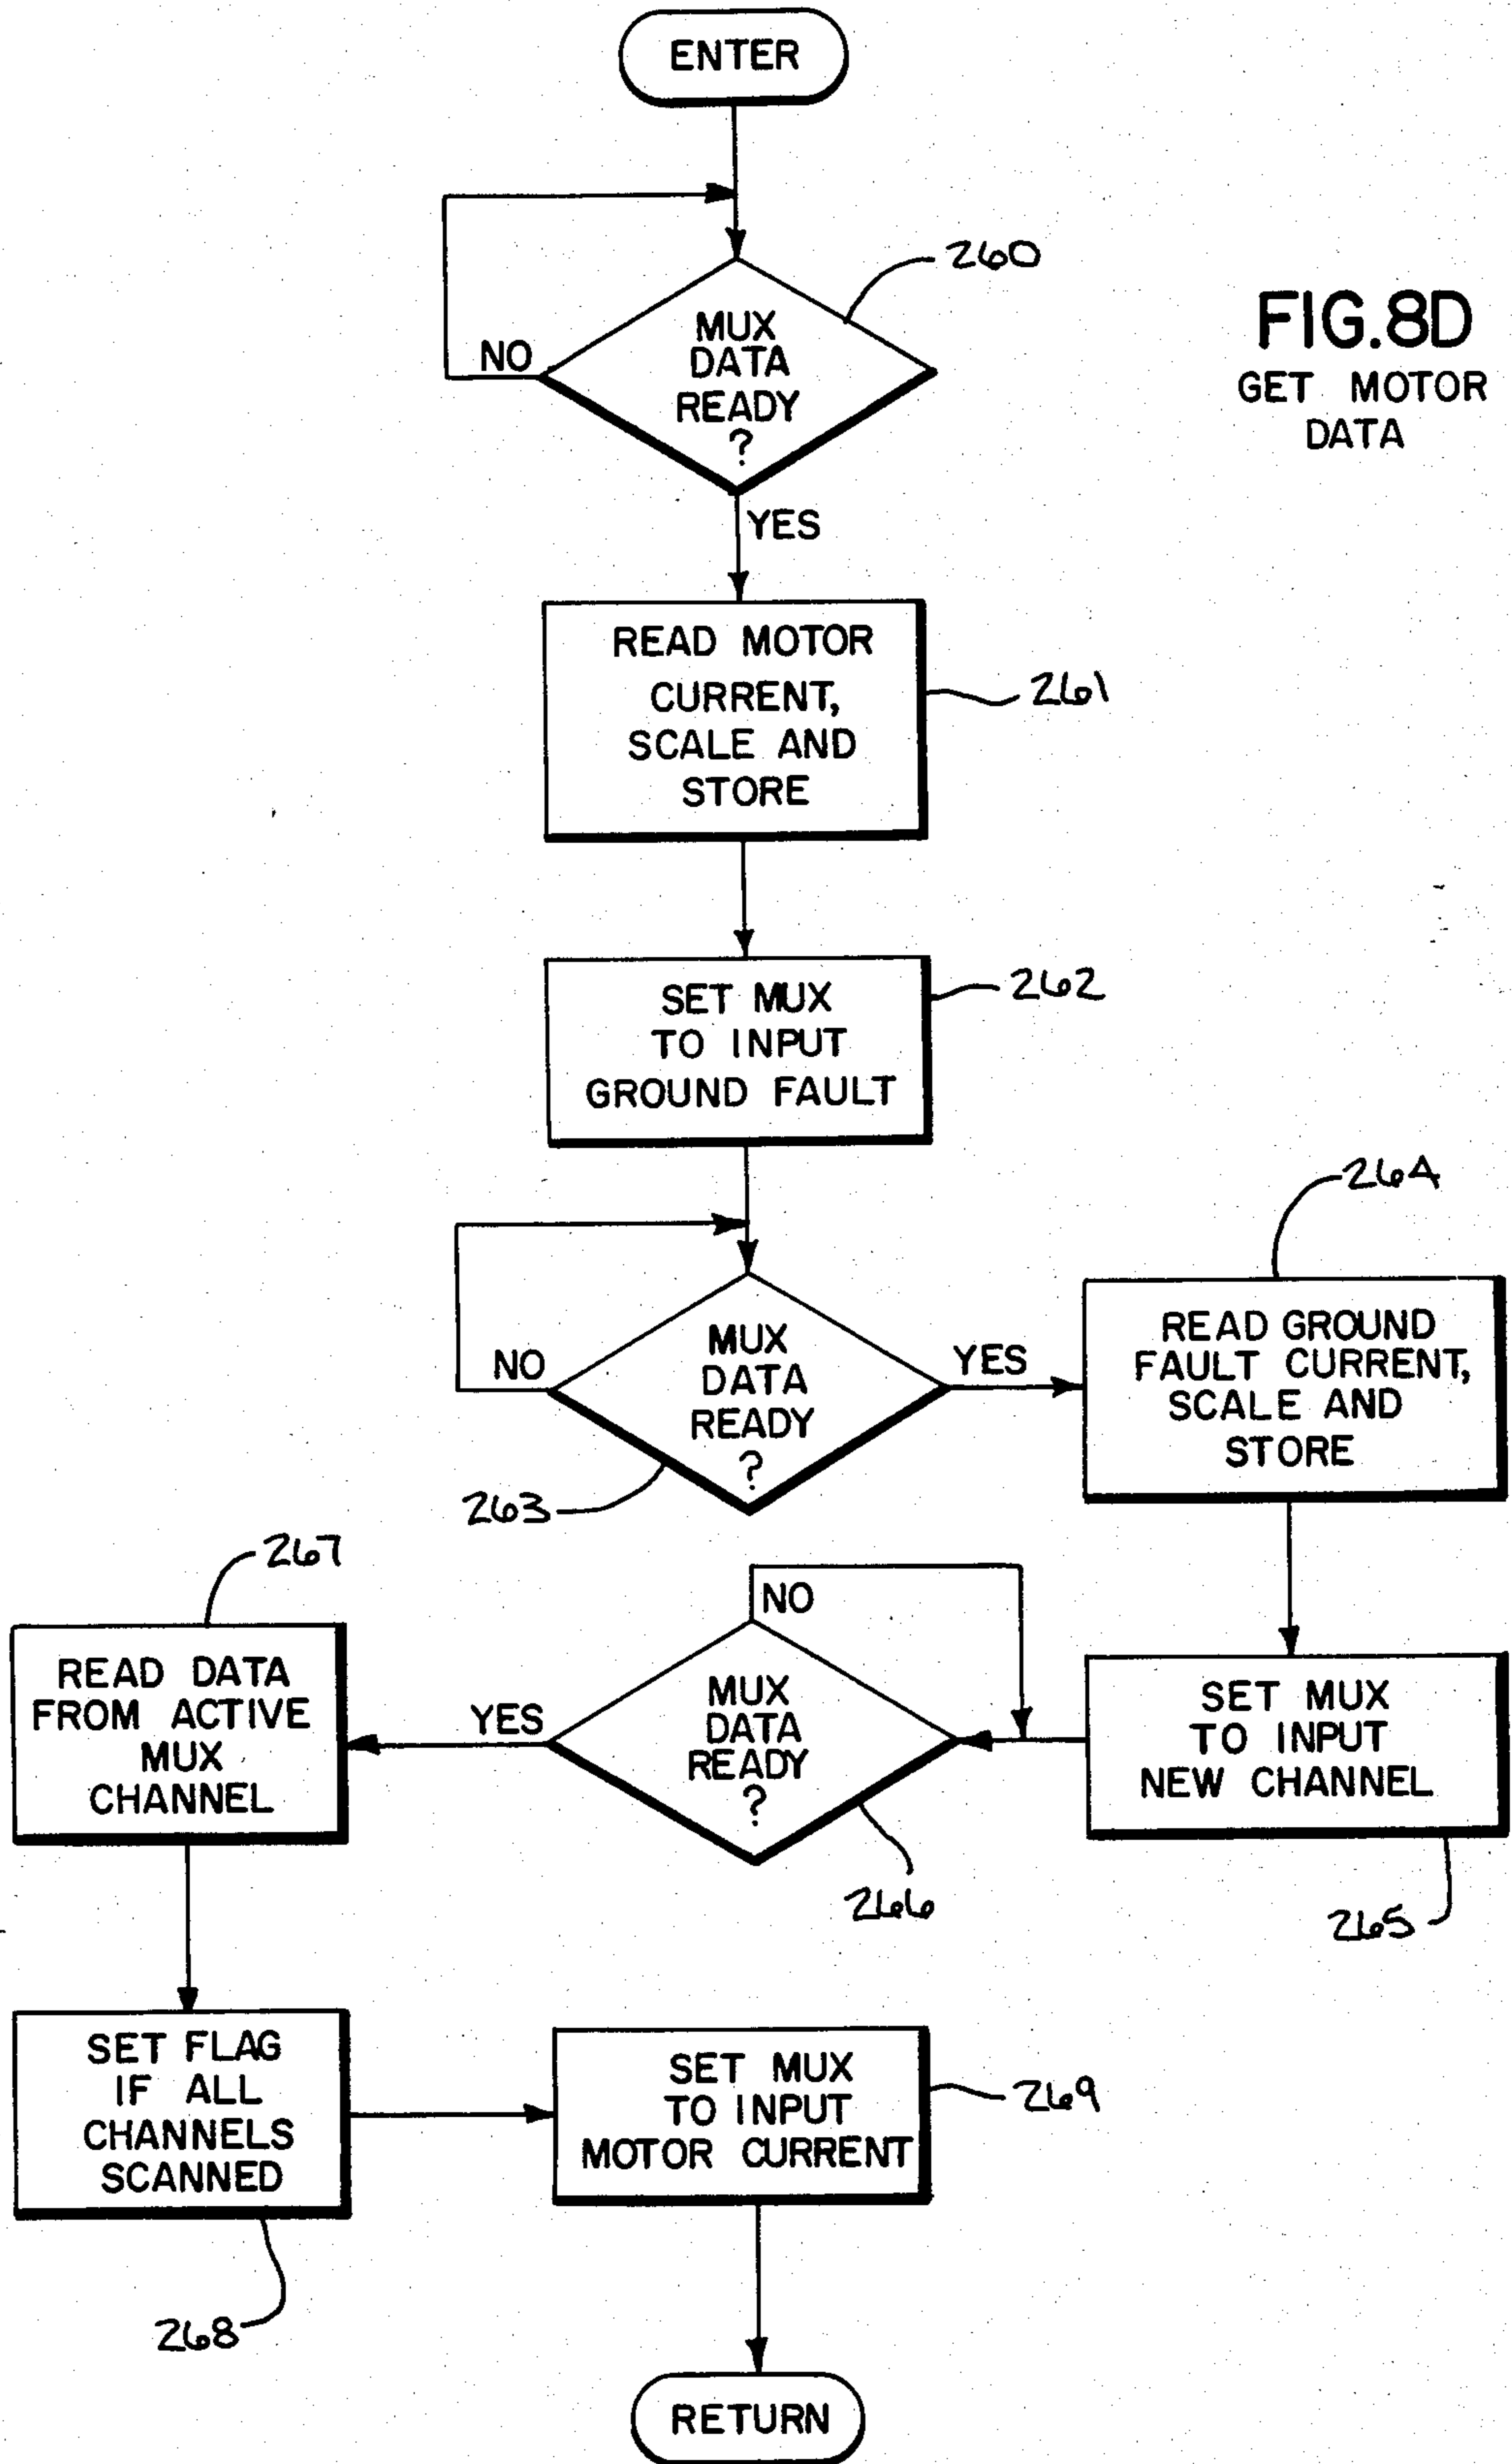 ENTER
260
FIG.8D
GET MOTOR
DATA
MUX
DATA
READY
?
NO
YES
READ MOTOR
CURRENT,
SCALE AND
STORE
261
SET MUX
TO INPUT
GROUND FAULT
262
MUX
DATA
READY
?
NO
YES
263
264
READ GROUND
FAULT CURRENT,
SCALE AND
STORE
SET MUX
TO INPUT
NEW CHANNEL
265
NO
MUX
DATA
READY
?
YES
266
267
READ DATA
FROM ACTIVE
MUX
CHANNEL
SET FLAG
IF ALL
CHANNELS
SCANNED
268
SET MUX
TO INPUT
MOTOR CURRENT
269
RETURN